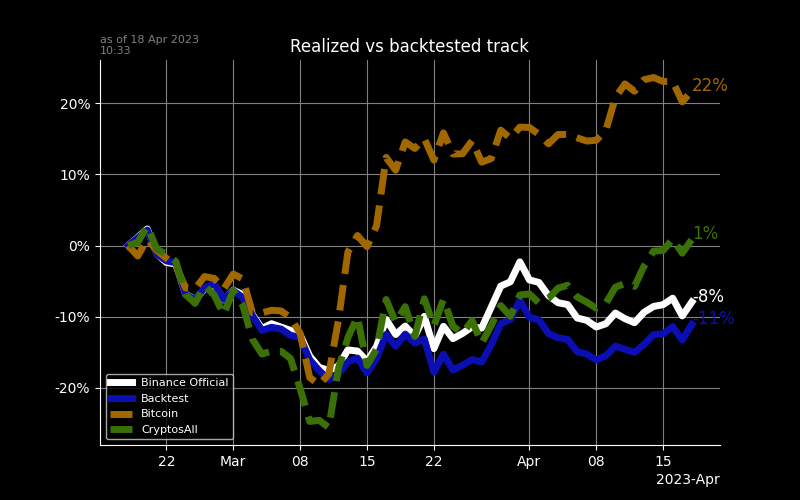 as of 18 Apr 2023
10:33
Realized vs backtested track
20%
10%
0%
-10%
-20%
22%
1%
-8%
-11%
Binance Official
Backtest
Bitcoin
CryptosAll
22
Mar
08
15
22
Apr
08
15
2023-Apr